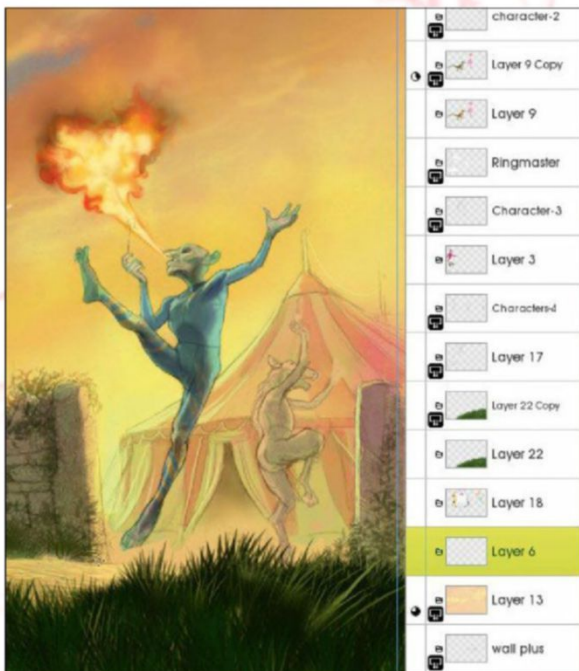 character-2
Layer 9 Copy
Layer 9
Ringmaster
Character-3
Layer 3
Characters-4
Layer 17
Layer 22 Copy
Layer 22
Layer 18
Layer 6
Layer 13
wall plus